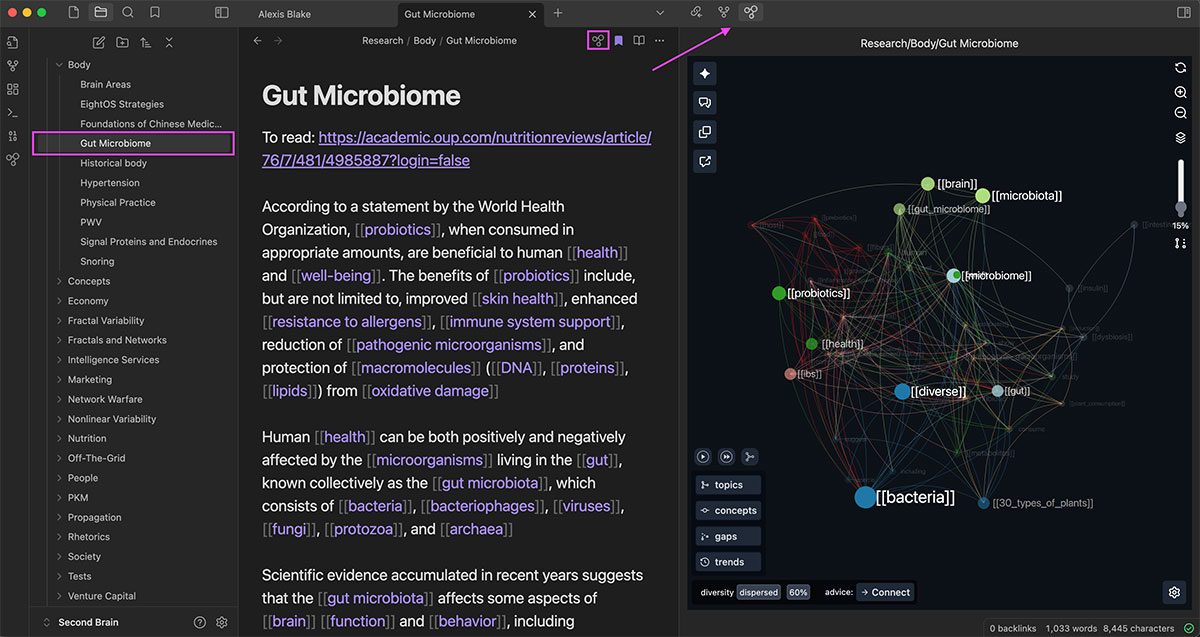 Alexis Blake
Gut Microbiome
Research / Body / Gut Microbiome
Research/Body/Gut Microbiome
Body
Brain Areas
EightOS Strategies
Foundations of Chinese Medic...
Gut Microbiome
Historical body
Hypertension
Physical Practice
PWV
Signal Proteins and Endocrines
Snoring
Concepts
Economy
Fractal Variability
Fractals and Networks
Intelligence Services
Marketing
Network Warfare
Nonlinear Variability
Nutrition
Off-The-Grid
People
PKM
Propagation
Rhetorics
Society
Tests
Venture Capital
Second Brain
Gut Microbiome
To read: https://academic.oup.com/nutritionreviews/article/
76/7/481/4985887?login=false
According to a statement by the World Health
Organization, [[probiotics]], when consumed in
appropriate amounts, are beneficial to human [[health]]
and [[well-being]]. The benefits of [[probiotics]] include,
but are not limited to, improved [[skin health]], enhanced
[[resistance to allergens]], [[immune system support]],
reduction of [[pathogenic microorganisms]], and
protection of [[macromolecules]] ([[DNA]], [[proteins]],
[[lipids]]) from [[oxidative damage]]
Human [[health]] can be both positively and negatively
affected by the [[microorganisms]] living in the [[gut]],
known collectively as the [[gut microbiota]], which
consists of [[bacteria]], [[bacteriophages]], [[viruses]],
[[fungi]], [[protozoa]], and [[archaea]]
Scientific evidence accumulated in recent years suggests
that the [[gut microbiota]] affects some aspects of
[[brain]] [[function]] and [[behavior]], including
[[brain]]
[[microbiota]]
[[gut_microbiome]]
[[microbiome]]
[[insulin]]
[[probiotics]]
[[dysbiosis]]
[[health]]
[[ibs]]
[[diverse]]
[[gut]]
[[bacteria]]
[[30_types_of_plants]]
15%
topics
concepts
gaps
trends
diversity dispersed 60% advice: → Connect
0 backlinks 1,033 words 8,445 characters